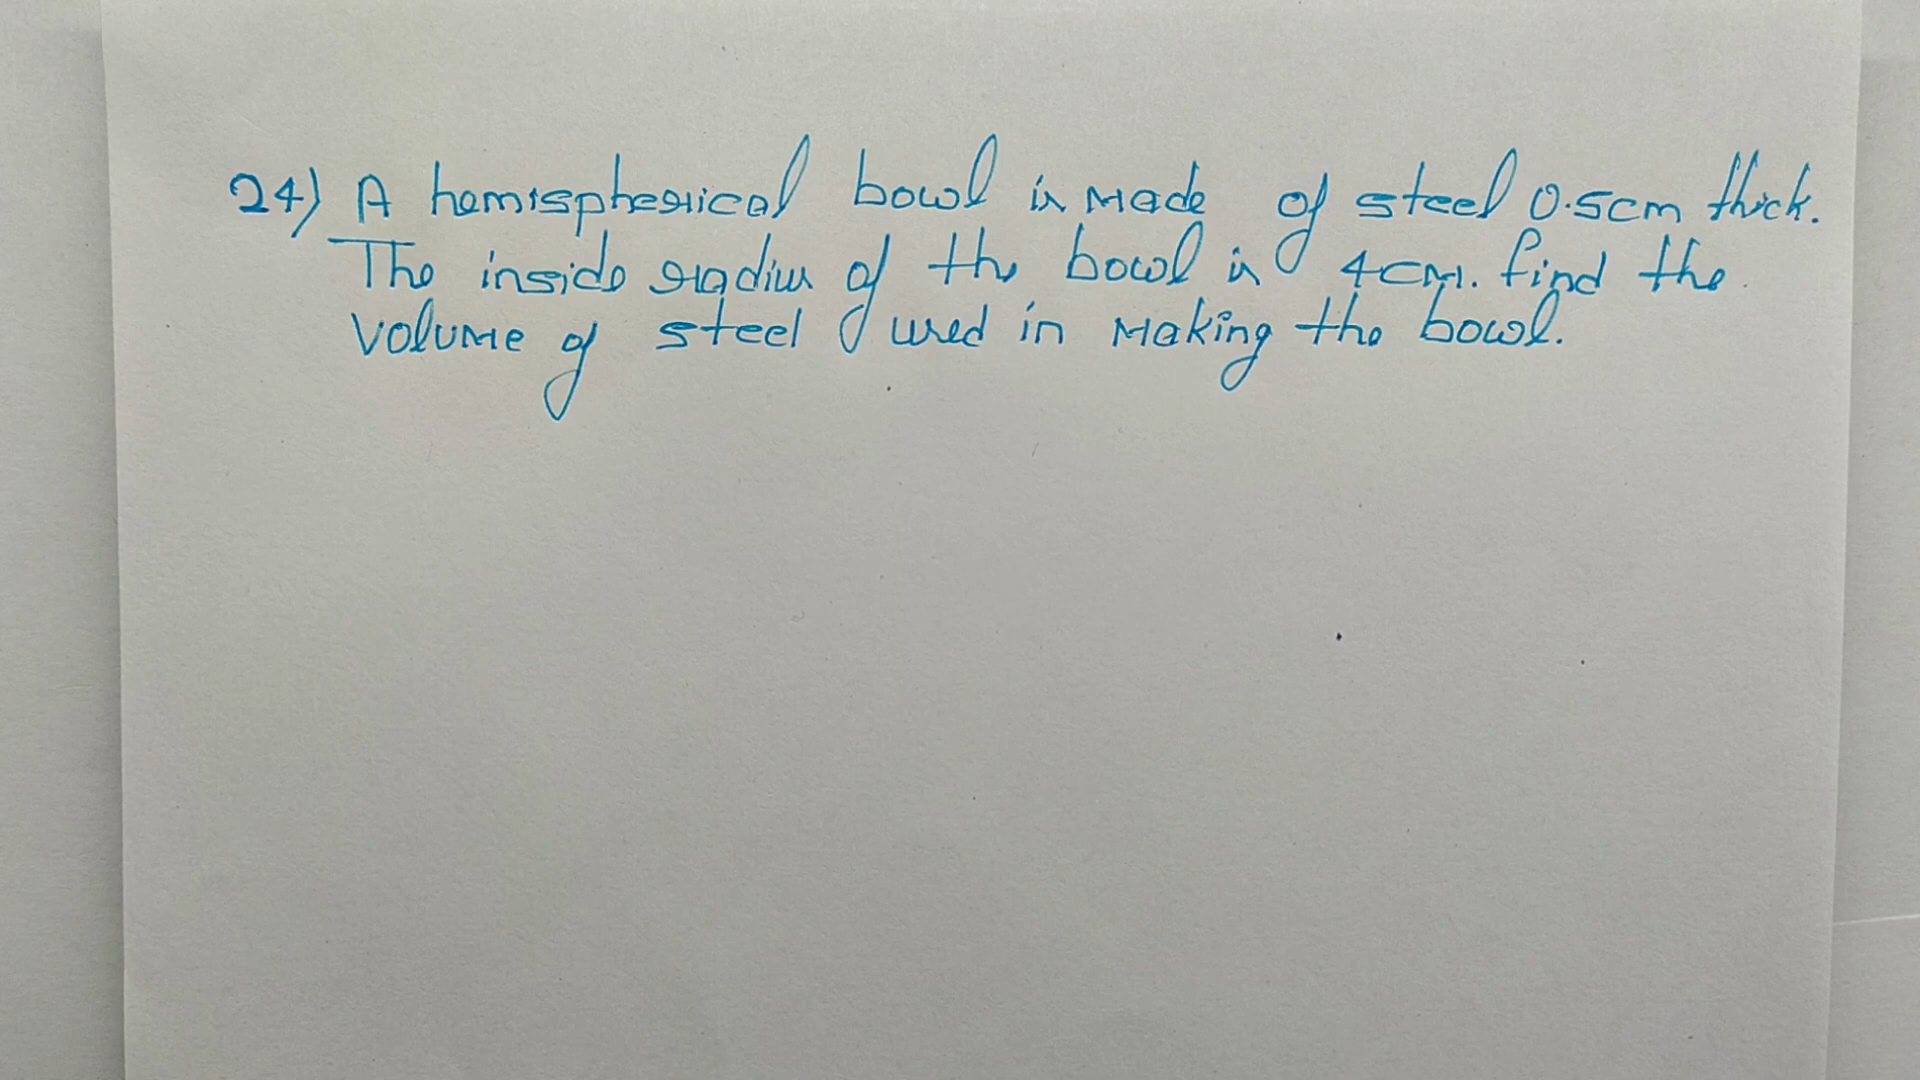 24) A hemispherical bowl is made of steel 0.5cm thick.
The inside radius of the bowl is 4cm. find the
volume of steel used in making the bowl.